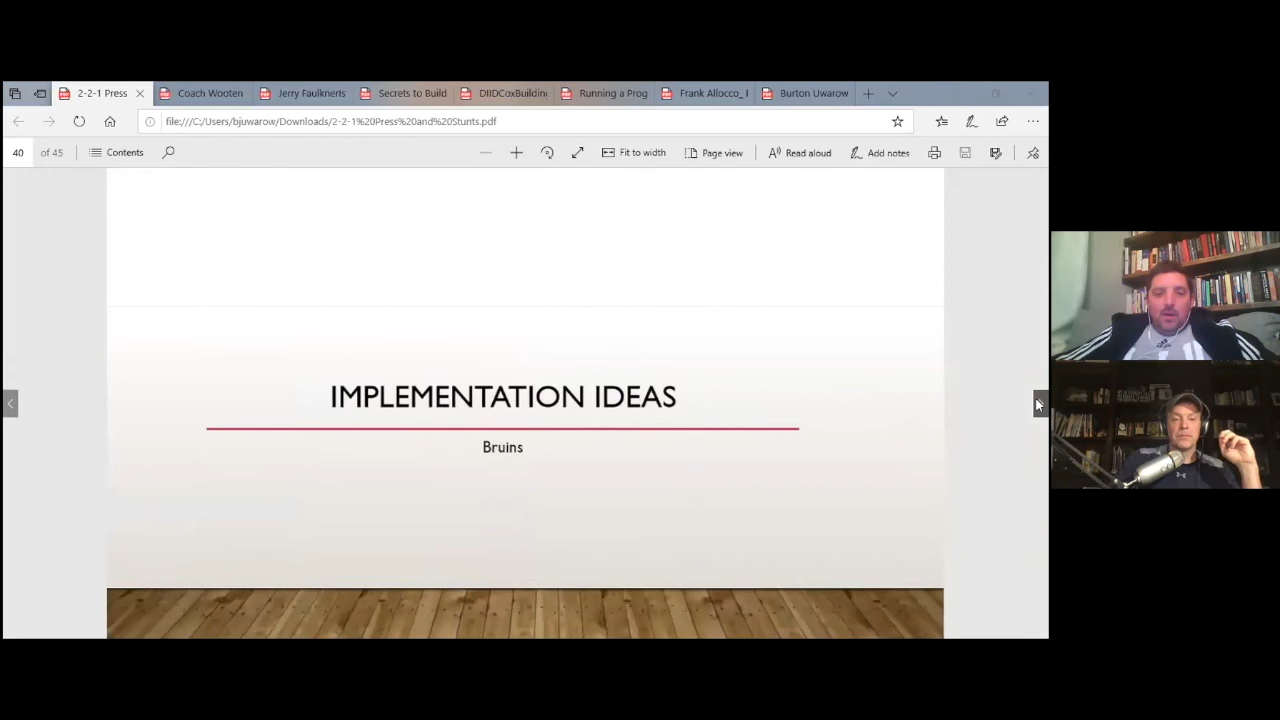 2-2-1 Press
Coach Wooten
Jerry Faulkneris
Secrets to Build
DIIDCoxBuilding
Running a Prog
Frank Allocco_
Burton Uwarow
file:///C:/Users/bjuwarow/Downloads/2-2-1%20Press%20and%20Stunts.pdf
40 of 45 Contents Fit to width Page view Read aloud Add notes
IMPLEMENTATION IDEAS
Bruins